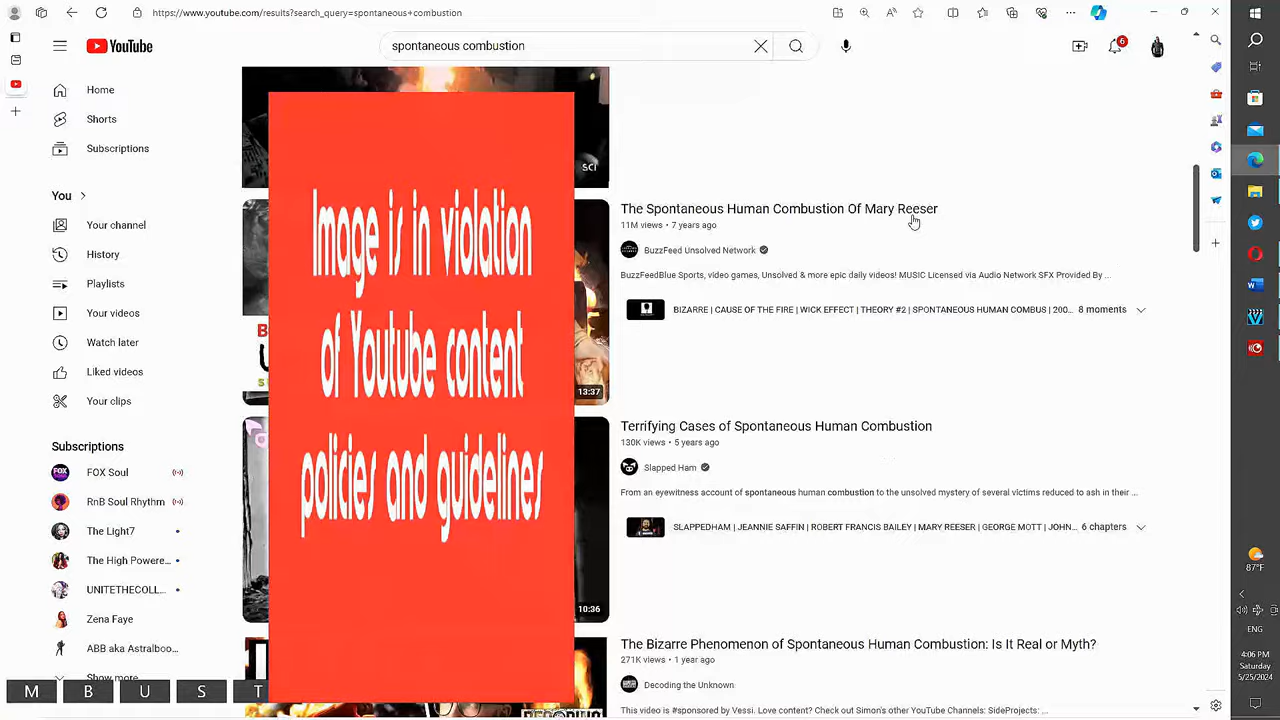 https://www.youtube.com/results?search_query=spontaneous+combustion
YouTube
spontaneous combustion
6
Home
Shorts
Subscriptions
You
Your channel
History
Playlists
Your videos
Watch later
Liked videos
Your clips
Subscriptions
FOX Soul
RnB Soul Rhythm
The Light7
The High Powere...
UNITETHECOLL...
Zena Faye
ABB aka Astralboo...
Show more
M B U S T
SCI
Image is in violation
of Youtube content
policies and guidelines
13:37
10:36
The Spontaneous Human Combustion Of Mary Reeser
11M views • 7 years ago
BuzzFeed Unsolved Network
BuzzFeedBlue Sports, video games, Unsolved & more epic daily videos! MUSIC Licensed via Audio Network SFX Provided By ...
BIZARRE | CAUSE OF THE FIRE | WICK EFFECT | THEORY #2 | SPONTANEOUS HUMAN COMBUS | 200... 8 moments
Terrifying Cases of Spontaneous Human Combustion
130K views • 5 years ago
Slapped Ham
From an eyewitness account of spontaneous human combustion to the unsolved mystery of several victims reduced to ash in their ...
SLAPPEDHAM | JEANNIE SAFFIN | ROBERT FRANCIS BAILEY | MARY REESER | GEORGE MOTT | JOHN... 6 chapters
The Bizarre Phenomenon of Spontaneous Human Combustion: Is It Real or Myth?
271K views • 1 year ago
Decoding the Unknown
This video is #sponsored by Vessi. Love content? Check out Simon's other YouTube Channels: SideProjects: ...
87°F
ENG
4:06 PM
Saturday
5/25/2024